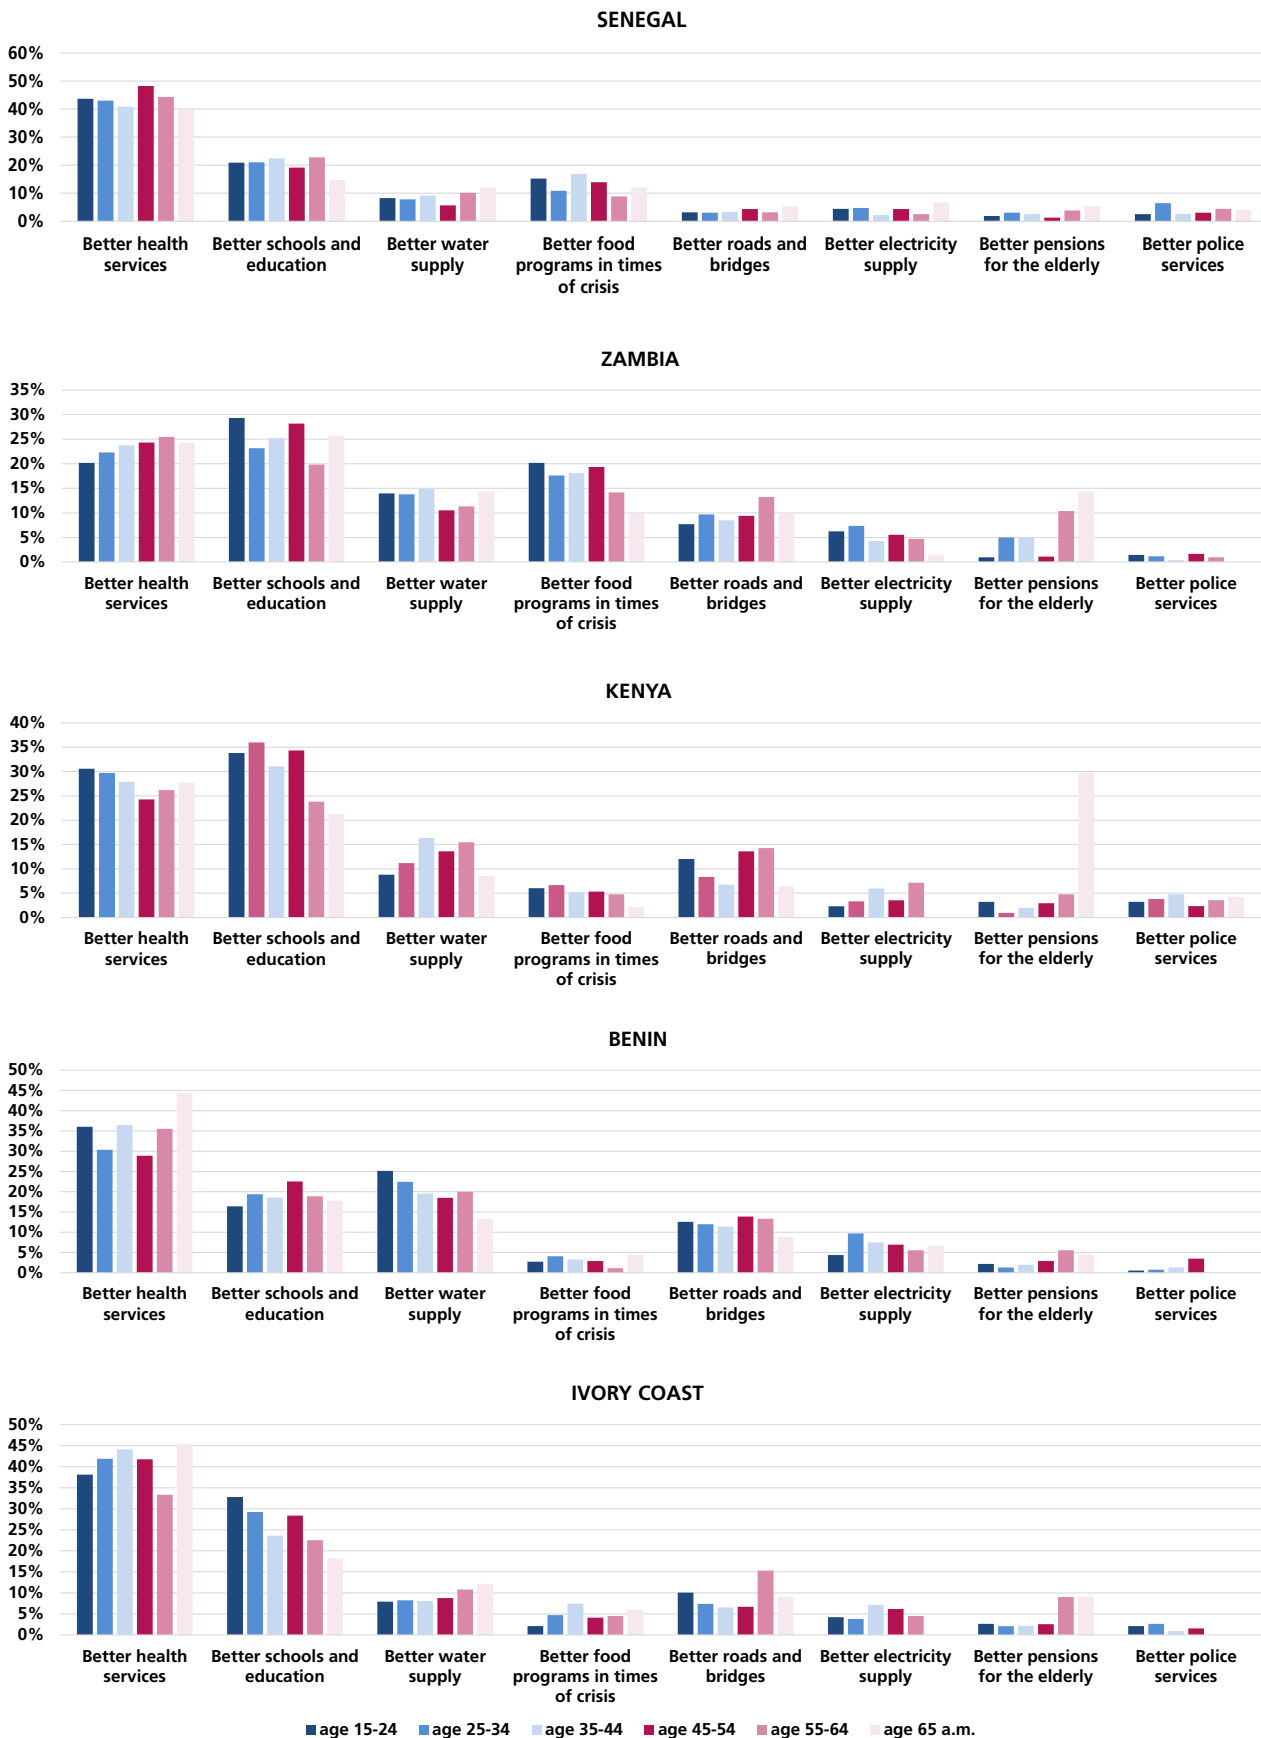 SENEGAL
60%
50%
40%
30%
20%
10%
0%
Better health
services
Better schools and
education
Better water
supply
Better food
programs in times
of crisis
Better roads and
bridges
Better electricity
supply
Better pensions
for the elderly
Better police
services
ZAMBIA
35%
30%
25%
20%
15%
10%
5%
0%
Better health
services
Better schools and
education
Better water
supply
Better food
programs in times
of crisis
Better roads and
bridges
Better electricity
supply
Better pensions
for the elderly
Better police
services
KENYA
40%
35%
30%
25%
20%
15%
10%
5%
0%
Better health
services
Better schools and
education
Better water
supply
Better food
programs in times
of crisis
Better roads and
bridges
Better electricity
supply
Better pensions
for the elderly
Better police
services
BENIN
50%
45%
40%
35%
30%
25%
20%
15%
10%
5%
0%
Better health
services
Better schools and
education
Better water
supply
Better food
programs in times
of crisis
Better roads and
bridges
Better electricity
supply
Better pensions
for the elderly
Better police
services
IVORY COAST
50%
45%
40%
35%
30%
25%
20%
15%
10%
5%
0%
Better health
services
Better schools and
education
Better water
supply
Better food
programs in times
of crisis
Better roads and
bridges
Better electricity
supply
Better pensions
for the elderly
Better police
services
age 15-24 age 25-34 age 35-44 age 45-54 age 55-64 age 65 a.m.